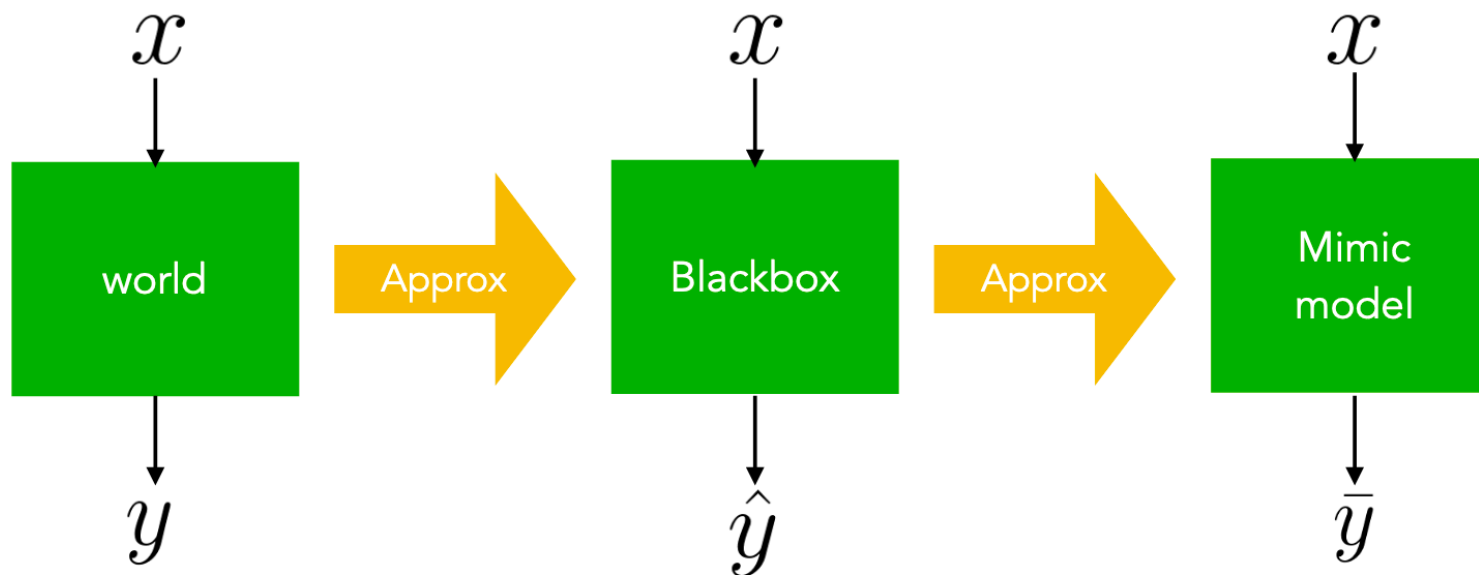 x
x
x
world
Approx
Blackbox
Approx
Mimic
model
y
ŷ
ȳ